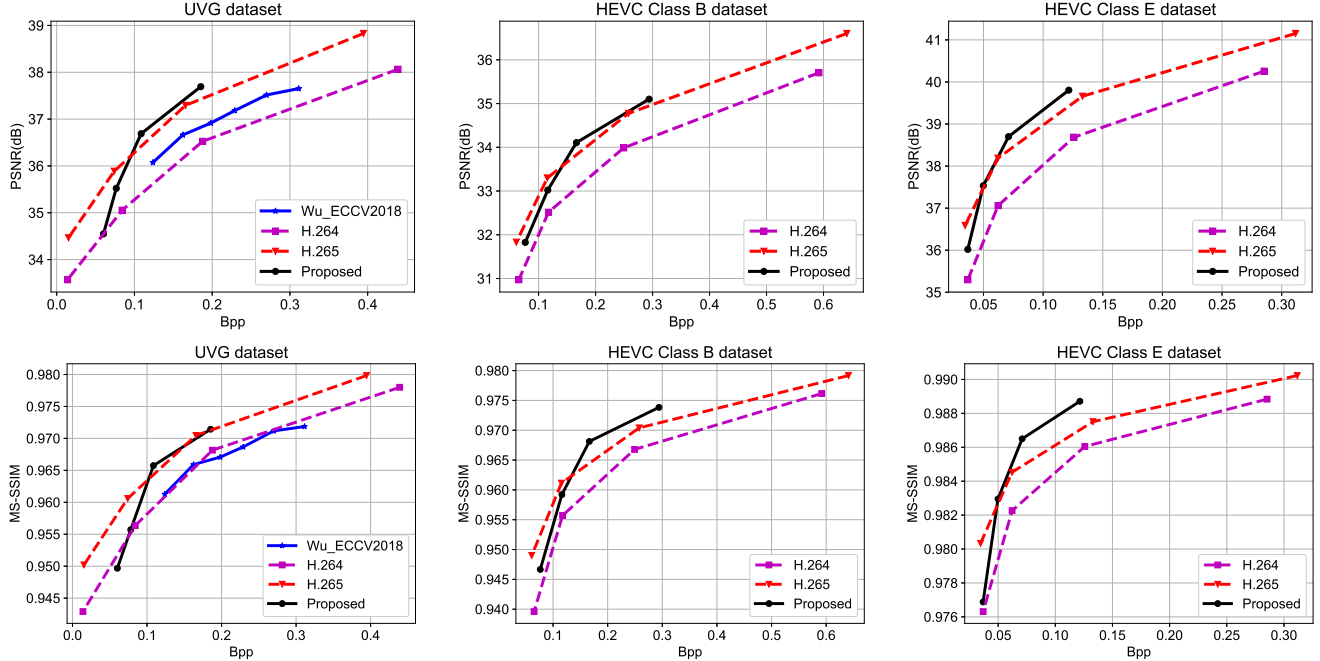 UVG dataset
PSNR(dB)
39
38
37
36
35
34
0.0 0.1 0.2 0.3 0.4
Bpp
Wu_ECCV2018
H.264
H.265
Proposed
HEVC Class B dataset
PSNR(dB)
36
35
34
33
32
31
0.1 0.2 0.3 0.4 0.5 0.6
Bpp
H.264
H.265
Proposed
HEVC Class E dataset
PSNR(dB)
41
40
39
38
37
36
35
0.05 0.10 0.15 0.20 0.25 0.30
Bpp
H.264
H.265
Proposed
UVG dataset
MS-SSIM
0.980
0.975
0.970
0.965
0.960
0.955
0.950
0.945
0.0 0.1 0.2 0.3 0.4
Bpp
Wu_ECCV2018
H.264
H.265
Proposed
HEVC Class B dataset
MS-SSIM
0.980
0.975
0.970
0.965
0.960
0.955
0.950
0.945
0.940
0.1 0.2 0.3 0.4 0.5 0.6
Bpp
H.264
H.265
Proposed
HEVC Class E dataset
MS-SSIM
0.990
0.988
0.986
0.984
0.982
0.980
0.978
0.976
0.05 0.10 0.15 0.20 0.25 0.30
Bpp
H.264
H.265
Proposed